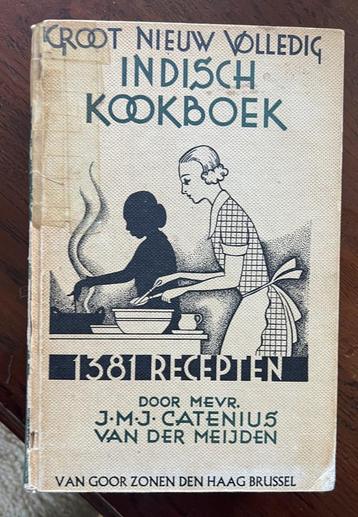 GROOT NIEUW VOLLEDIG
INDISCH
KOOKBOEK
1381 RECEPTEN
DOOR MEVR.
J·M·J· CATENIUS
VAN DER MEIJDEN
VAN GOOR ZONEN DEN HAAG BRUSSEL